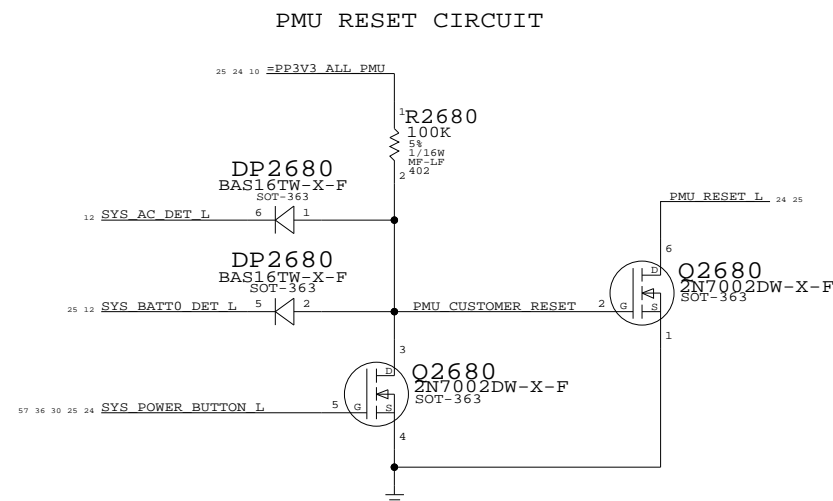 PMU RESET CIRCUIT
25 24 10 =PP3V3_ALL_PMU
1
R2680
100K
5%
1/16W
MF-LF
402
2
DP2680
BAS16TW-X-F
SOT-363
12 SYS_AC_DET_L 6 1
PMU_RESET_L 24 25
DP2680
BAS16TW-X-F
SOT-363
25 12 SYS_BATT0_DET_L 5 2
PMU_CUSTOMER_RESET 2
6
D
G
S
1
Q2680
2N7002DW-X-F
SOT-363
3
D
Q2680
2N7002DW-X-F
SOT-363
57 36 30 25 24 SYS_POWER_BUTTON_L 5 G S
4